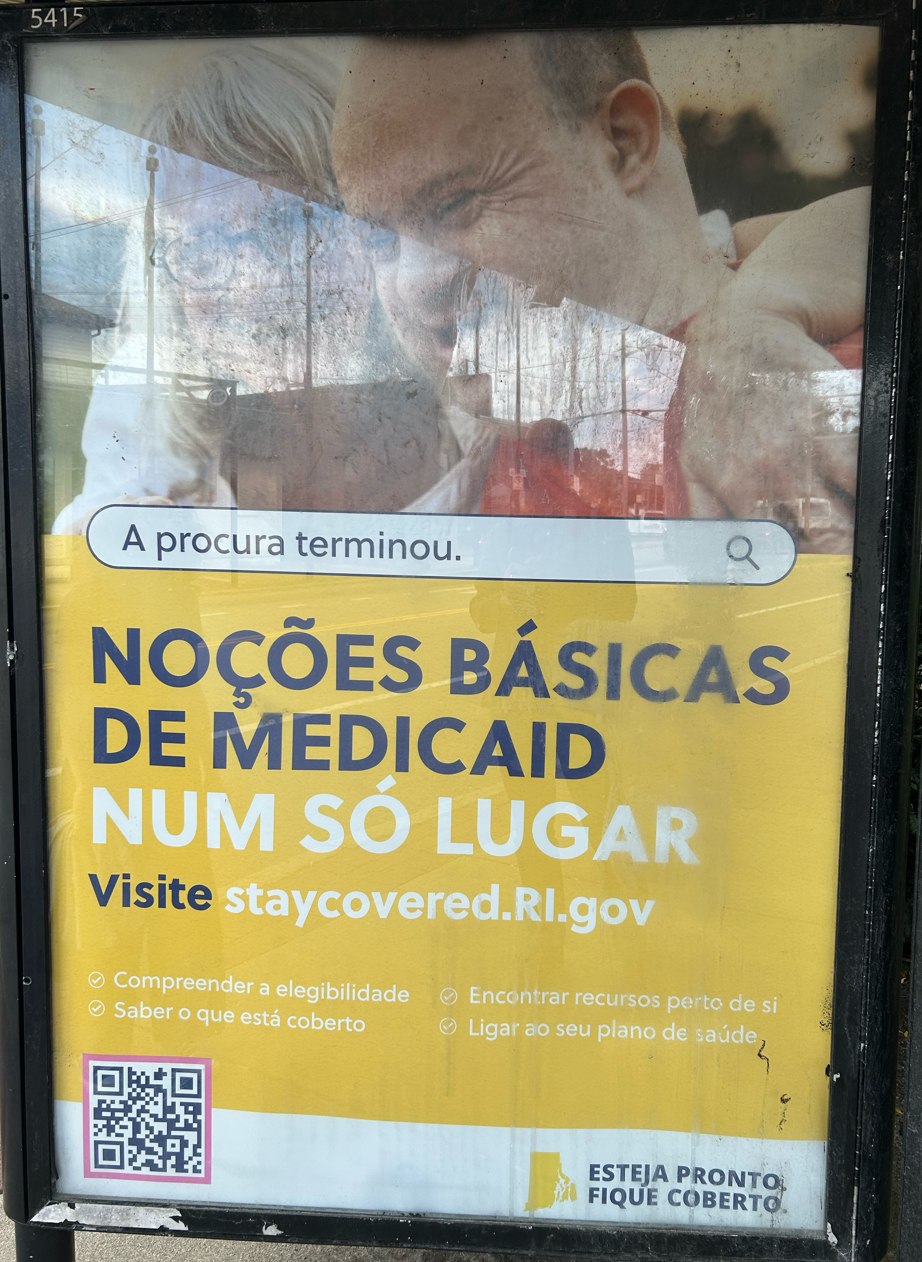 5415
A procura terminou.
NOÇÕES BÁSICAS
DE MEDICAID
NUM SÓ LUGAR
Visite staycovered.RI.gov
Compreender a elegibilidade
Saber o que está coberto
Encontrar recursos perto de si
Ligar ao seu plano de saúde
ESTEJA PRONTO.
FIQUE COBERTO.